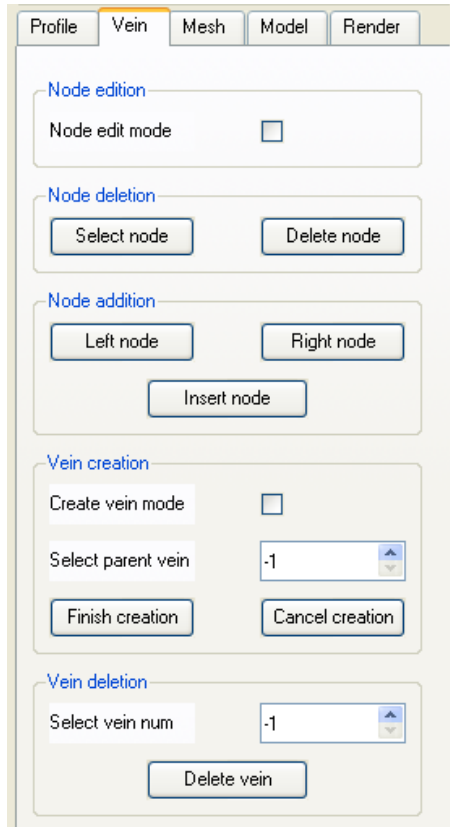 Profile Vein Mesh Model Render
Node edition
Node edit mode
Node deletion
Select node Delete node
Node addition
Left node Right node
Insert node
Vein creation
Create vein mode
Select parent vein -1
Finish creation Cancel creation
Vein deletion
Select vein num -1
Delete vein